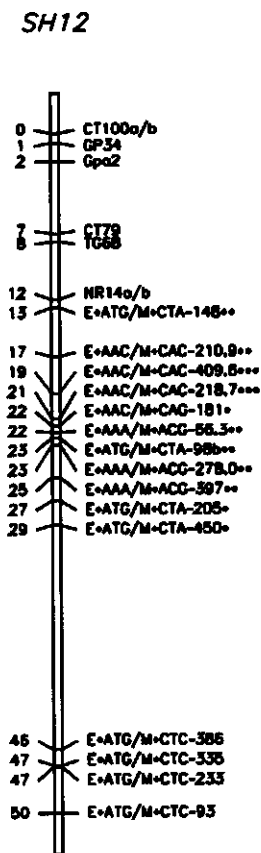 SH12
0 CT100a/b
1 GP34
2 Gpa2
7 CT79
8 TG68
12 NR14a/b
13 E+ATG/M+CTA-146**
17 E+AAC/M+CAC-210.9**
19 E+AAC/M+CAC-409.6***
21 E+AAC/M+CAC-218.7***
22 E+AAC/M+CAG-181*
22 E+AAA/M+ACG-66.3**
23 E+ATG/M+CTA-98b**
23 E+AAA/M+ACG-278.0**
25 E+AAA/M+ACG-397**
27 E+ATG/M+CTA-205*
29 E+ATG/M+CTA-450*
46 E+ATG/M+CTC-386
47 E+ATG/M+CTC-335
47 E+ATG/M+CTC-233
50 E+ATG/M+CTC-93